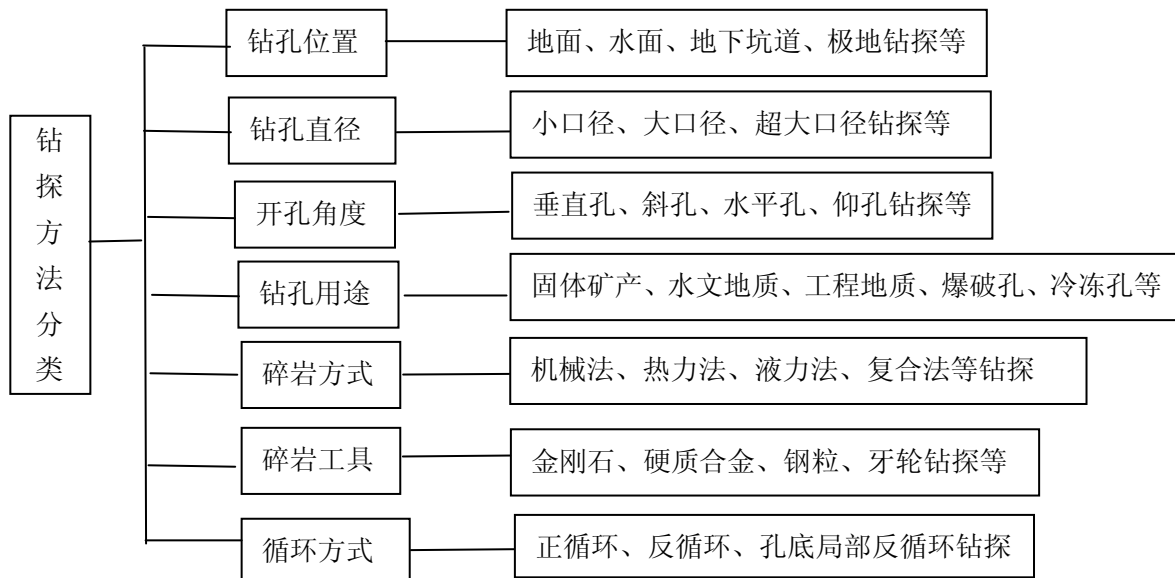 钻探方法分类
钻孔位置
地面、水面、地下坑道、极地钻探等
钻孔直径
小口径、大口径、超大口径钻探等
开孔角度
垂直孔、斜孔、水平孔、仰孔钻探等
钻孔用途
固体矿产、水文地质、工程地质、爆破孔、冷冻孔等
碎岩方式
机械法、热力法、液力法、复合法等钻探
碎岩工具
金刚石、硬质合金、钢粒、牙轮钻探等
循环方式
正循环、反循环、孔底局部反循环钻探